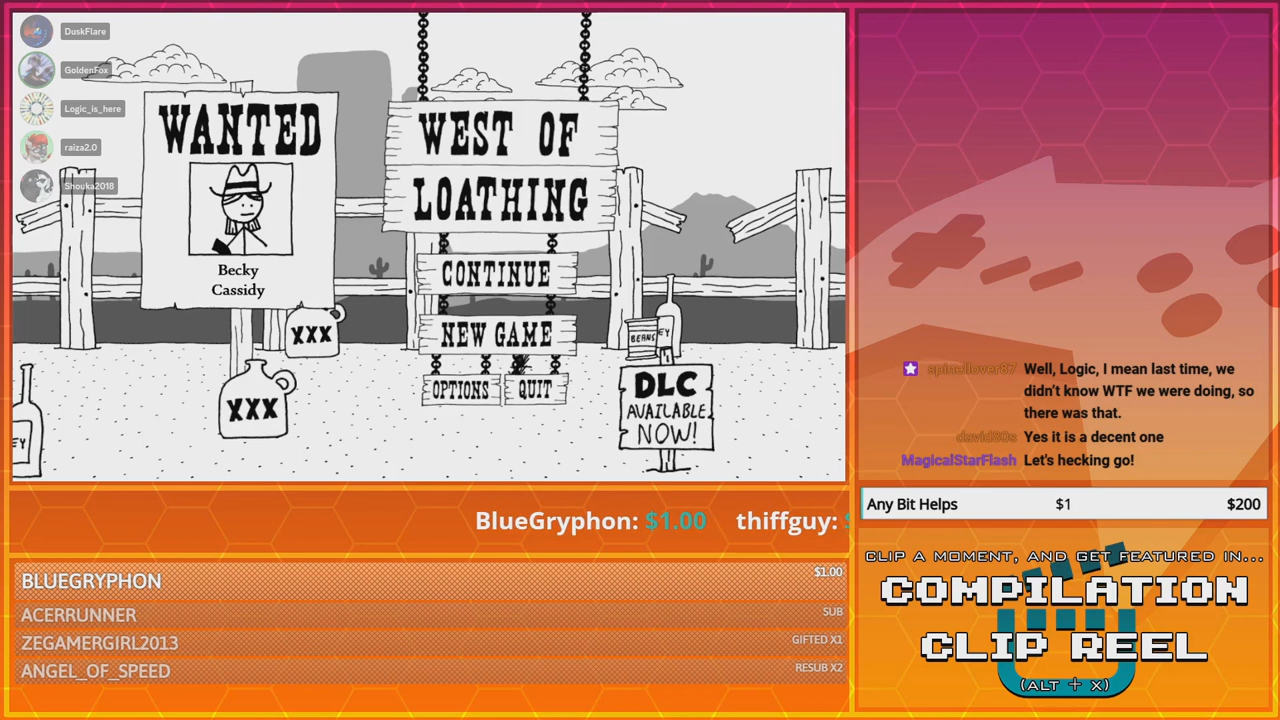 DuskFlare
GoldenFox
Logic_is_here
raiza2.0
Shouka2018
WANTED
Becky
Cassidy
XXX
XXX
WEST OF
LOATHING
CONTINUE
NEW GAME
OPTIONS
QUIT
BEANS
EY
EY
DLC
AVAILABLE
NOW!
spinellover87 Well, Logic, I mean last time, we
didn't know WTF we were doing, so
there was that.
david80s Yes it is a decent one
MagicalStarFlash Let's hecking go!
Any Bit Helps $1 $200
BlueGryphon: $1.00 thiffguy:
BLUEGRYPHON $1.00
ACERRUNNER SUB
ZEGAMERGIRL2013 GIFTED X1
ANGEL_OF_SPEED RESUB X2
CLIP A MOMENT, AND GET FEATURED IN...
COMPILATION
CLIP REEL
(ALT + X)